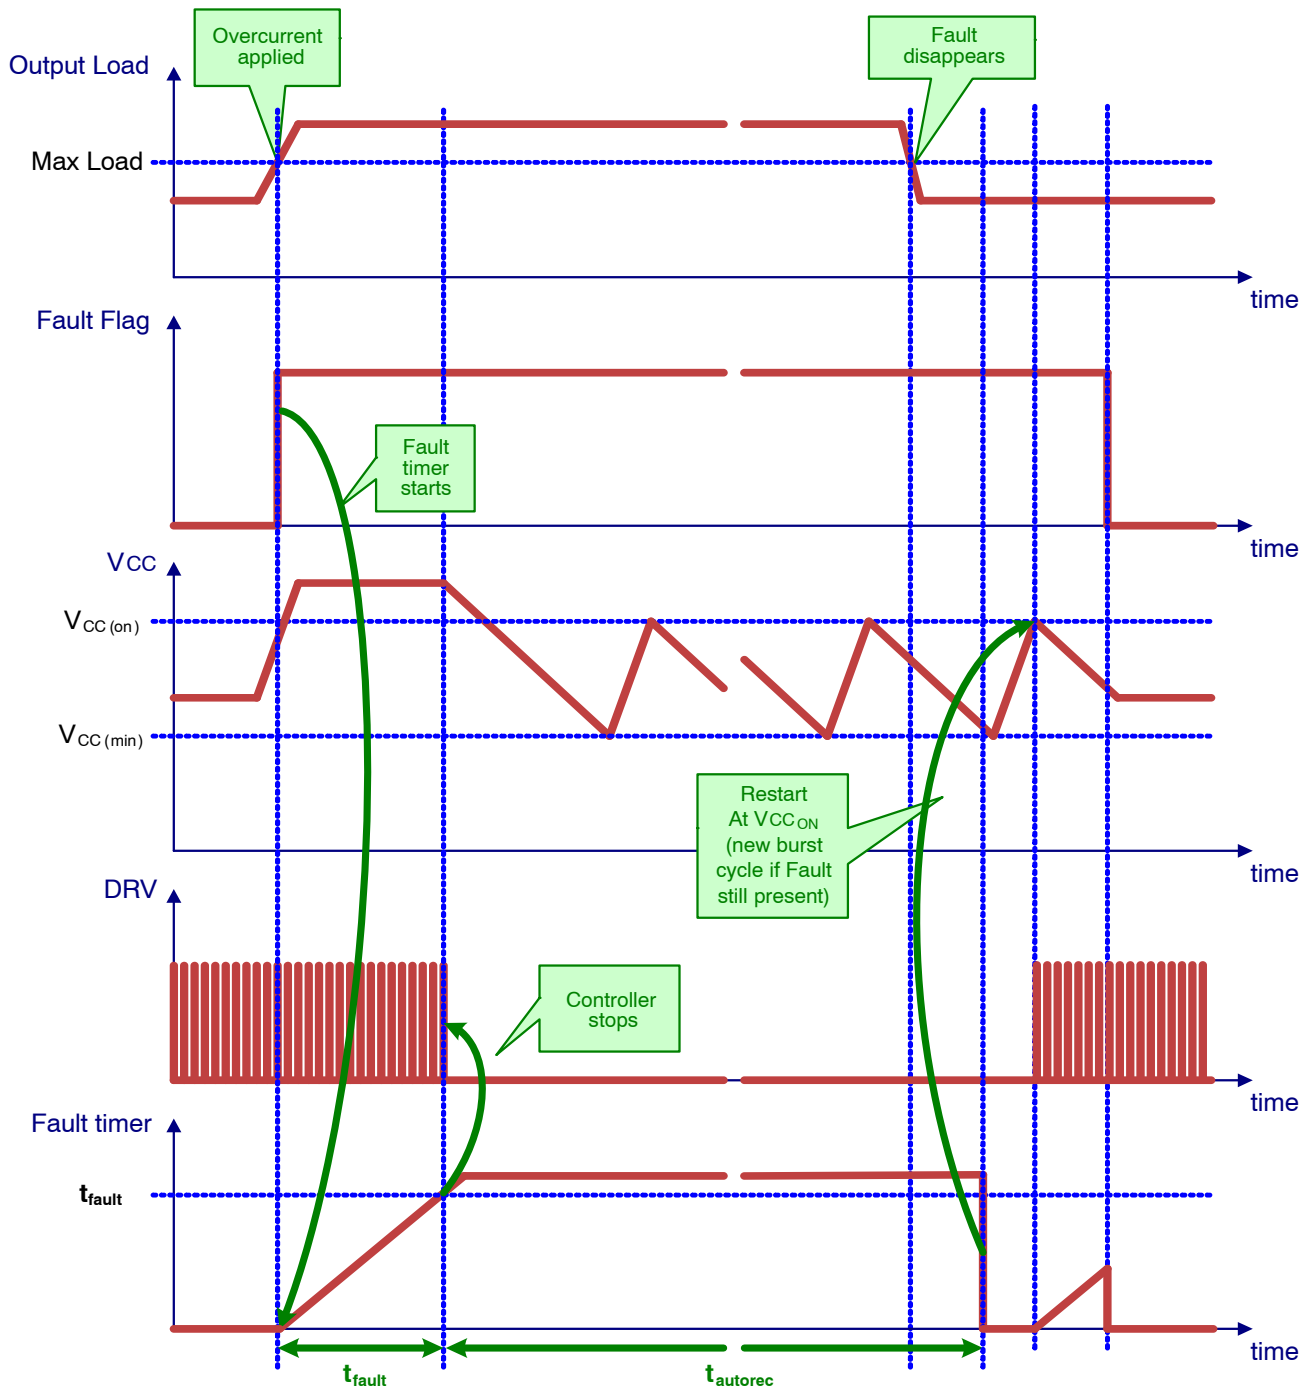 Overcurrent
applied
Fault
disappears
Output Load
Max Load
time
Fault Flag
Fault
timer
starts
time
VCC
VCC (on)
VCC (min)
Restart
At VCC ON
(new burst
cycle if Fault
still present)
time
DRV
Controller
stops
time
Fault timer
tfault
time
tfault
tautorec